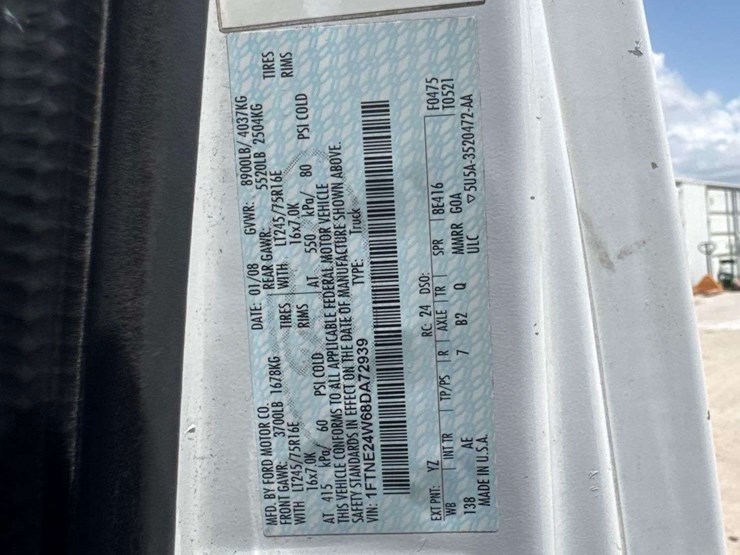 MFD. BY FORD MOTOR CO.
DATE: 01/08 GVWR: 8900LB/ 4037KG
FRONT GAWR: 3700LB 1678KG REAR GAWR: 5520LB 2504KG
WITH LT245/75R16E TIRES WITH LT245/75R16E TIRES
16x7.0K RIMS 16x7.0K RIMS
AT 415 kPa/ 60 PSI COLD AT 550 kPa/ 80 PSI COLD
THIS VEHICLE CONFORMS TO ALL APPLICABLE FEDERAL MOTOR VEHICLE
SAFETY STANDARDS IN EFFECT ON THE DATE OF MANUFACTURE SHOWN ABOVE.
VIN: 1FTNE24W68DA72939 TYPE: Truck
EXT PNT: YZ RC: 24 DSO: F0475
WB INT TR TP/PS R AXLE TR SPR 8E416 T0521
138 AE 7 B2 Q MMRR GOA
MADE IN U.S.A. ULC ▽5U5A-3520472-AA